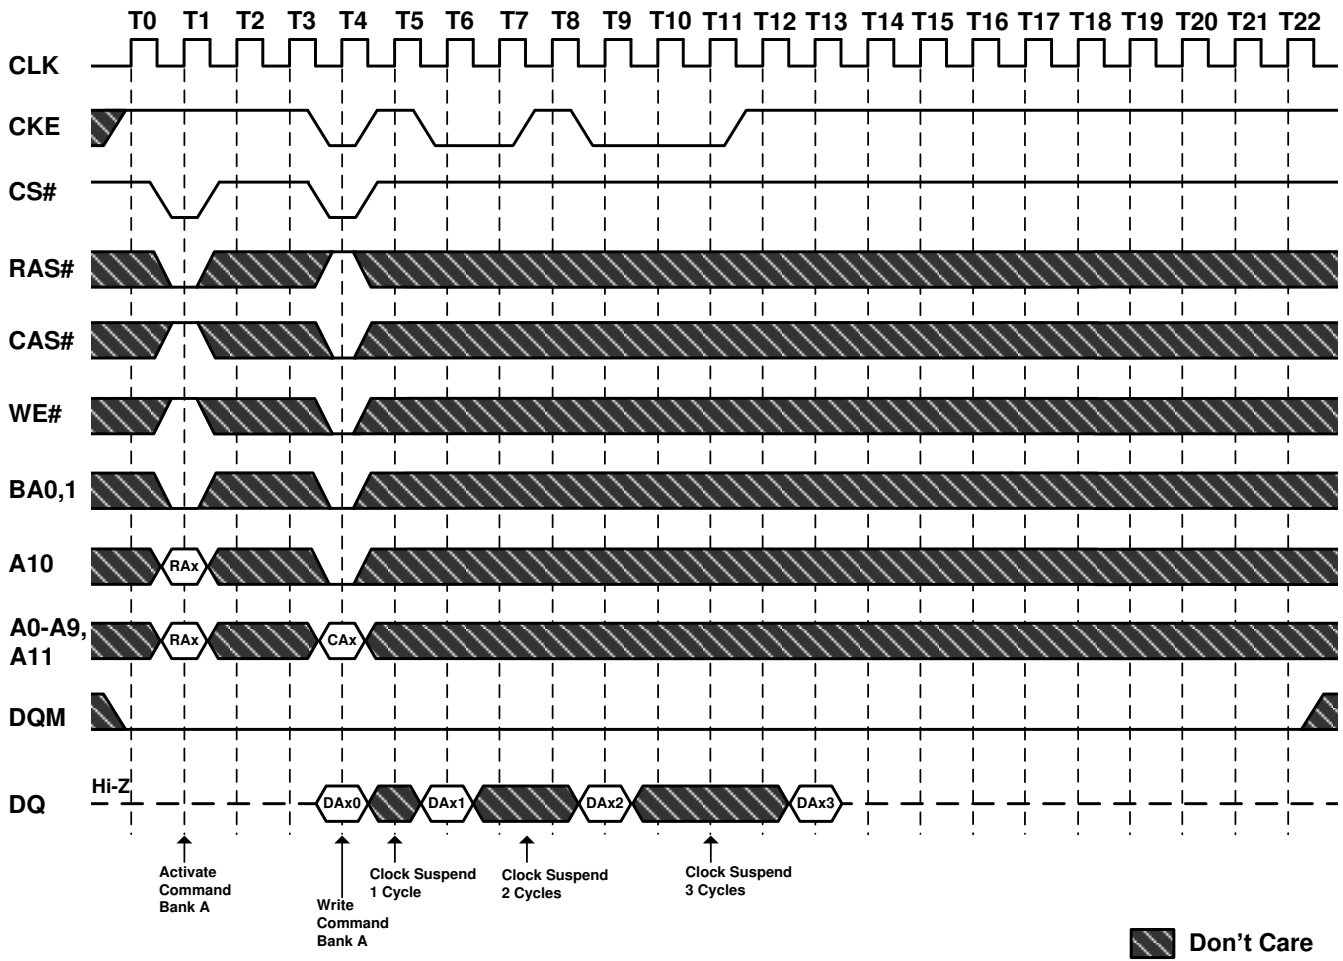 T0 T1 T2 T3 T4 T5 T6 T7 T8 T9 T10 T11 T12 T13 T14 T15 T16 T17 T18 T19 T20 T21 T22
CLK
CKE
CS#
RAS#
CAS#
WE#
BA0,1
A10
RAx
A0-A9,
A11
RAx CAx
DQM
Hi-Z
DQ
DAx0 DAx1 DAx2 DAx3
Activate
Command
Bank A
Write
Command
Bank A
Clock Suspend
1 Cycle
Clock Suspend
2 Cycles
Clock Suspend
3 Cycles
Don't Care